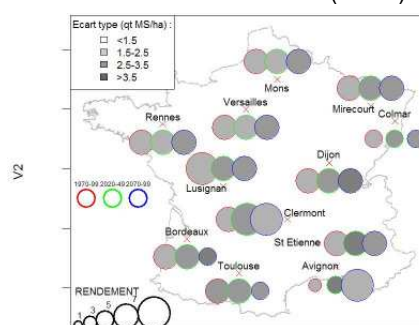 Ecart type (qt MS/ha) :
<1.5
1.5-2.5
2.5-3.5
>3.5
Mons
Versailles
Mirecourt
Colmar
Rennes
Dijon
V2
Lusignan
1970-99 2020-49 2070-99
Clermont
Bordeaux
St Etienne
Toulouse
Avignon
RENDEMENT
1 3 5 7